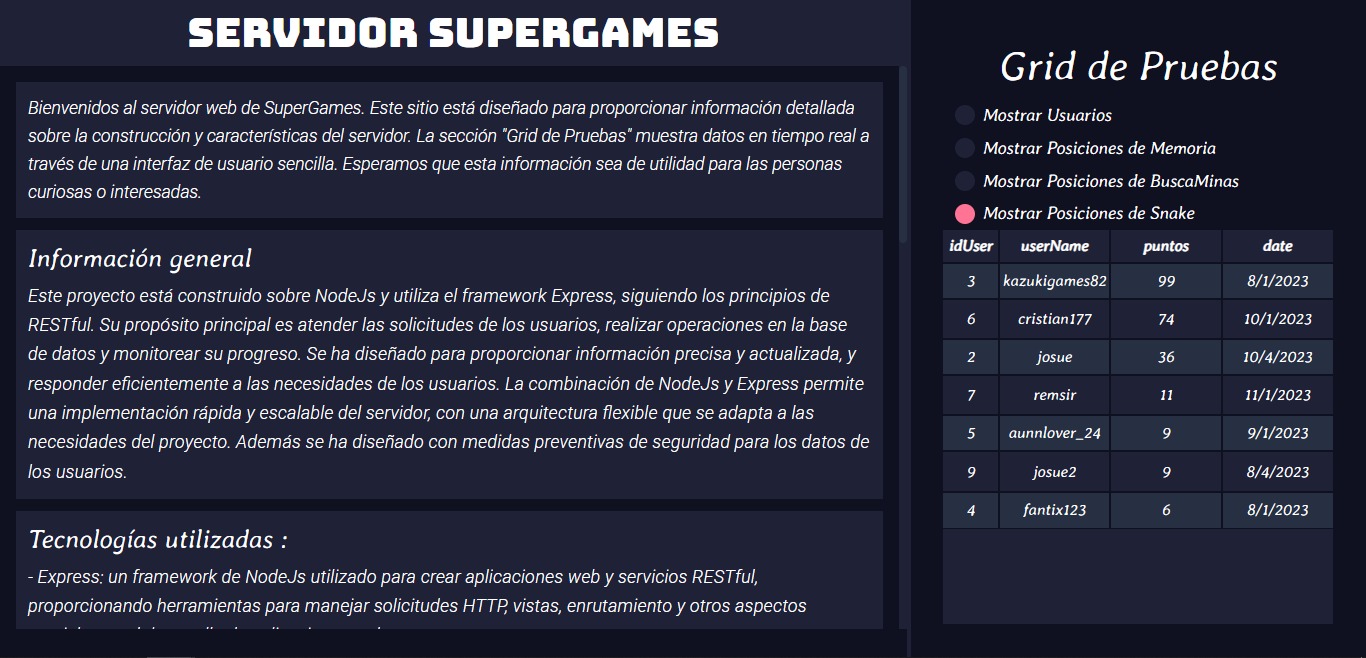 SERVIDOR SUPERGAMES
Bienvenidos al servidor web de SuperGames. Este sitio está diseñado para proporcionar información detallada
sobre la construcción y características del servidor. La sección "Grid de Pruebas" muestra datos en tiempo real a
través de una interfaz de usuario sencilla. Esperamos que esta información sea de utilidad para las personas
curiosas o interesadas.
Información general
Este proyecto está construido sobre NodeJs y utiliza el framework Express, siguiendo los principios de
RESTful. Su propósito principal es atender las solicitudes de los usuarios, realizar operaciones en la base
de datos y monitorear su progreso. Se ha diseñado para proporcionar información precisa y actualizada, y
responder eficientemente a las necesidades de los usuarios. La combinación de NodeJs y Express permite
una implementación rápida y escalable del servidor, con una arquitectura flexible que se adapta a las
necesidades del proyecto. Además se ha diseñado con medidas preventivas de seguridad para los datos de
los usuarios.
Tecnologías utilizadas :
- Express: un framework de NodeJs utilizado para crear aplicaciones web y servicios RESTful,
proporcionando herramientas para manejar solicitudes HTTP, vistas, enrutamiento y otros aspectos
Grid de Pruebas
Mostrar Usuarios
Mostrar Posiciones de Memoria
Mostrar Posiciones de BuscaMinas
Mostrar Posiciones de Snake
idUser userName puntos date
3 kazukigames82 99 8/1/2023
6 cristian177 74 10/1/2023
2 josue 36 10/4/2023
7 remsir 11 11/1/2023
5 aunnlover_24 9 9/1/2023
9 josue2 9 8/4/2023
4 fantix123 6 8/1/2023